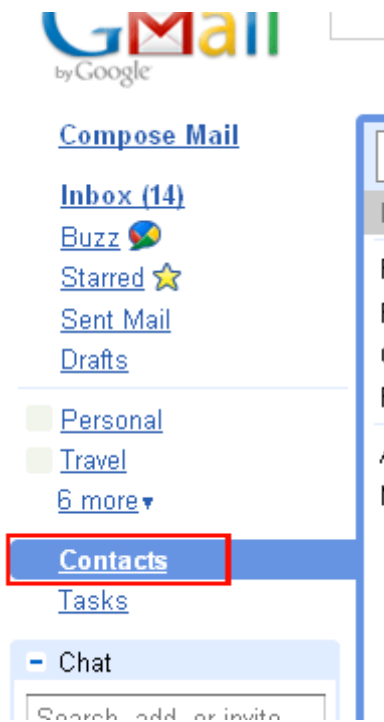 GMail
by Google
Compose Mail
Inbox (14)
Buzz
Starred
Sent Mail
Drafts
Personal
Travel
6 more▾
Contacts
Tasks
Chat
Search, add, or invite